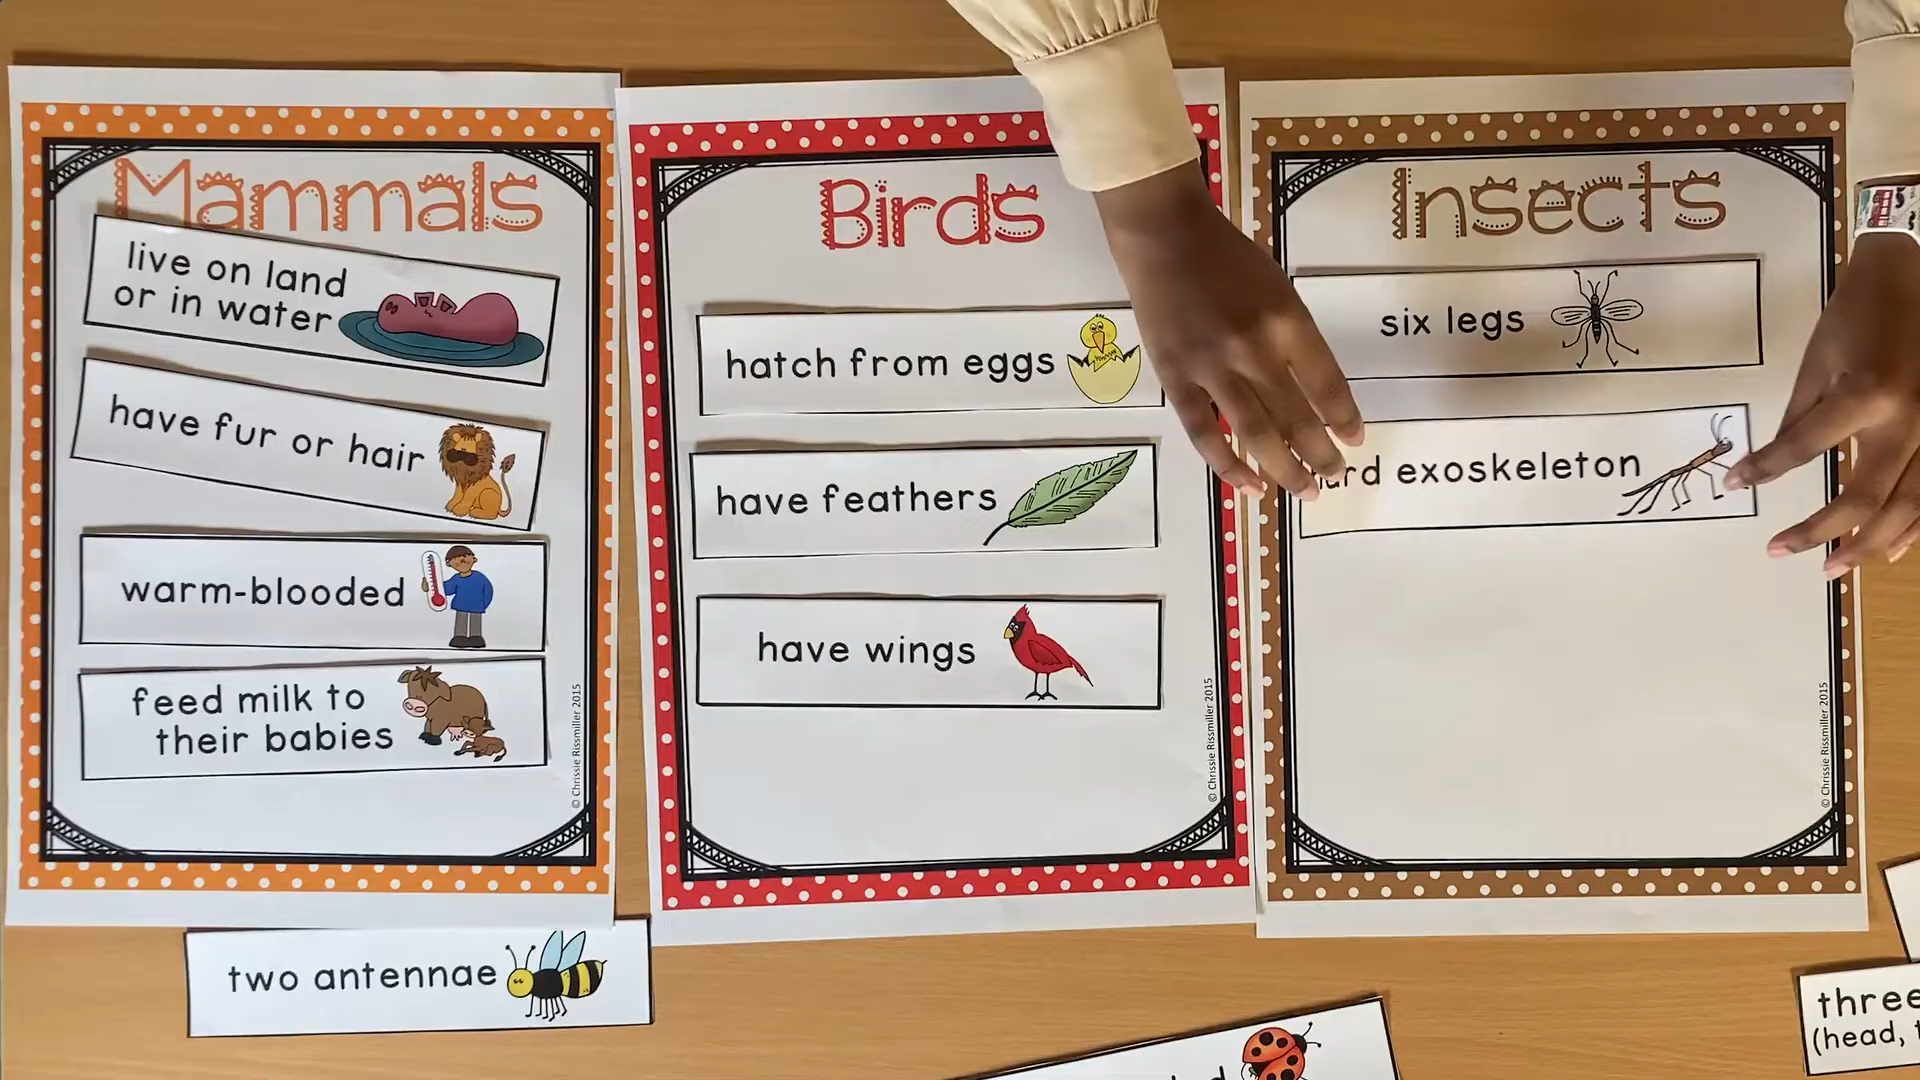 Mammals
live on land
or in water
have fur or hair
warm-blooded
feed milk to
their babies
© Chrissie Rissmiller 2015
Birds
hatch from eggs
have feathers
have wings
© Chrissie Rissmiller 2015
Insects
six legs
exoskeleton
© Chrissie Rissmiller 2015
two antennae
three
(head,